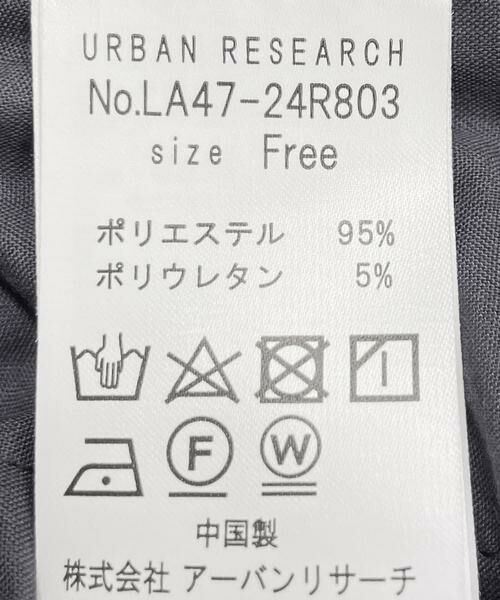 URBAN RESEARCH
No.LA47-24R803
size Free
ポリエステル 95%
ポリウレタン 5%
F W
中国製
株式会社 アーバンリサーチ